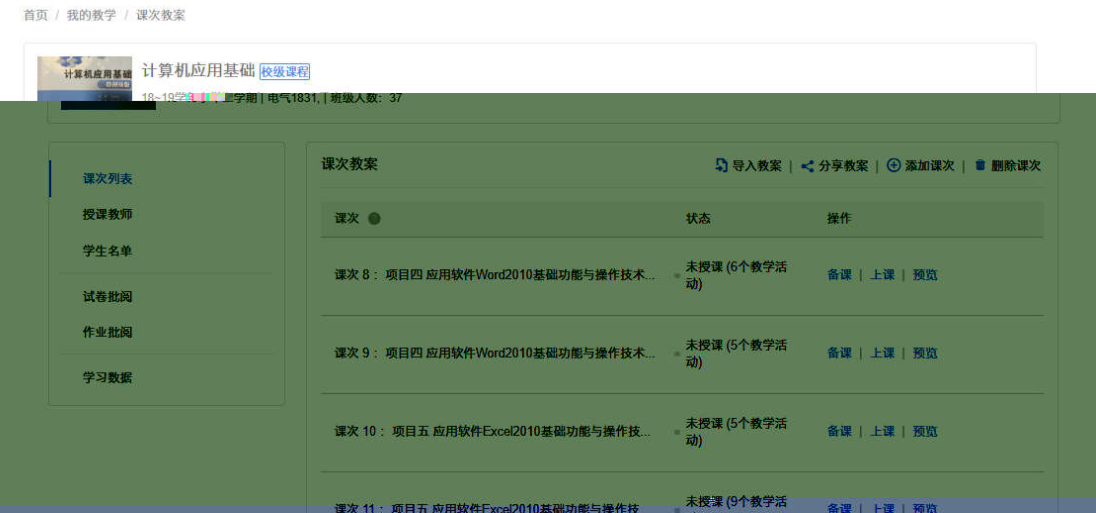 首页 / 我的教学 / 课次教案
计算机应用基础
计算机应用基础 校级课程
18~19学 学期 | 电气1831, | 班级人数：37
课次列表
授课教师
学生名单
试卷批阅
作业批阅
学习数据
课次教案
导入教案 | 分享教案 | 添加课次 | 删除课次
课次 状态 操作
课次 8 ： 项目四 应用软件Word2010基础功能与操作技术... 未授课 (6个教学活 备课 | 上课 | 预览
动)
课次 9 ： 项目四 应用软件Word2010基础功能与操作技术... 未授课 (5个教学活 备课 | 上课 | 预览
动)
课次 10 ： 项目五 应用软件Excel2010基础功能与操作技... 未授课 (5个教学活 备课 | 上课 | 预览
动)
课次 11 ： 项目五 应用软件Excel2010基础功能与操作技 未授课 (9个教学活 备课 | 上课 | 预览